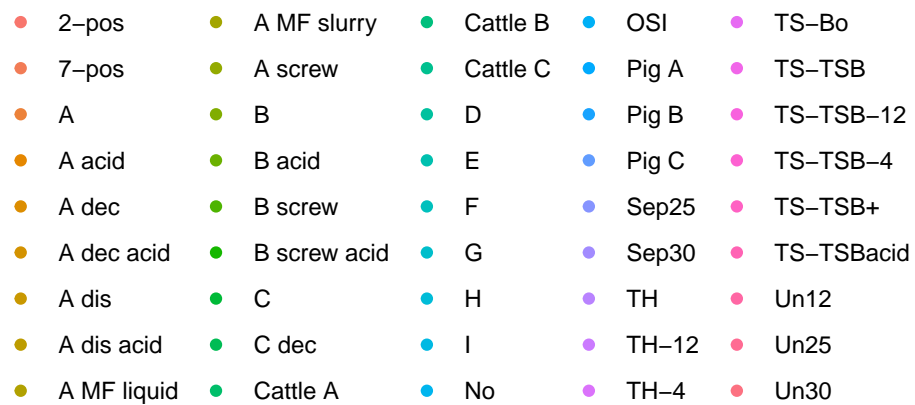 2−pos
7−pos
A
A acid
A dec
A dec acid
A dis
A dis acid
A MF liquid
A MF slurry
A screw
B
B acid
B screw
B screw acid
C
C dec
Cattle A
Cattle B
Cattle C
D
E
F
G
H
I
No
OSI
Pig A
Pig B
Pig C
Sep25
Sep30
TH
TH−12
TH−4
TS−Bo
TS−TSB
TS−TSB−12
TS−TSB−4
TS−TSB+
TS−TSBacid
Un12
Un25
Un30